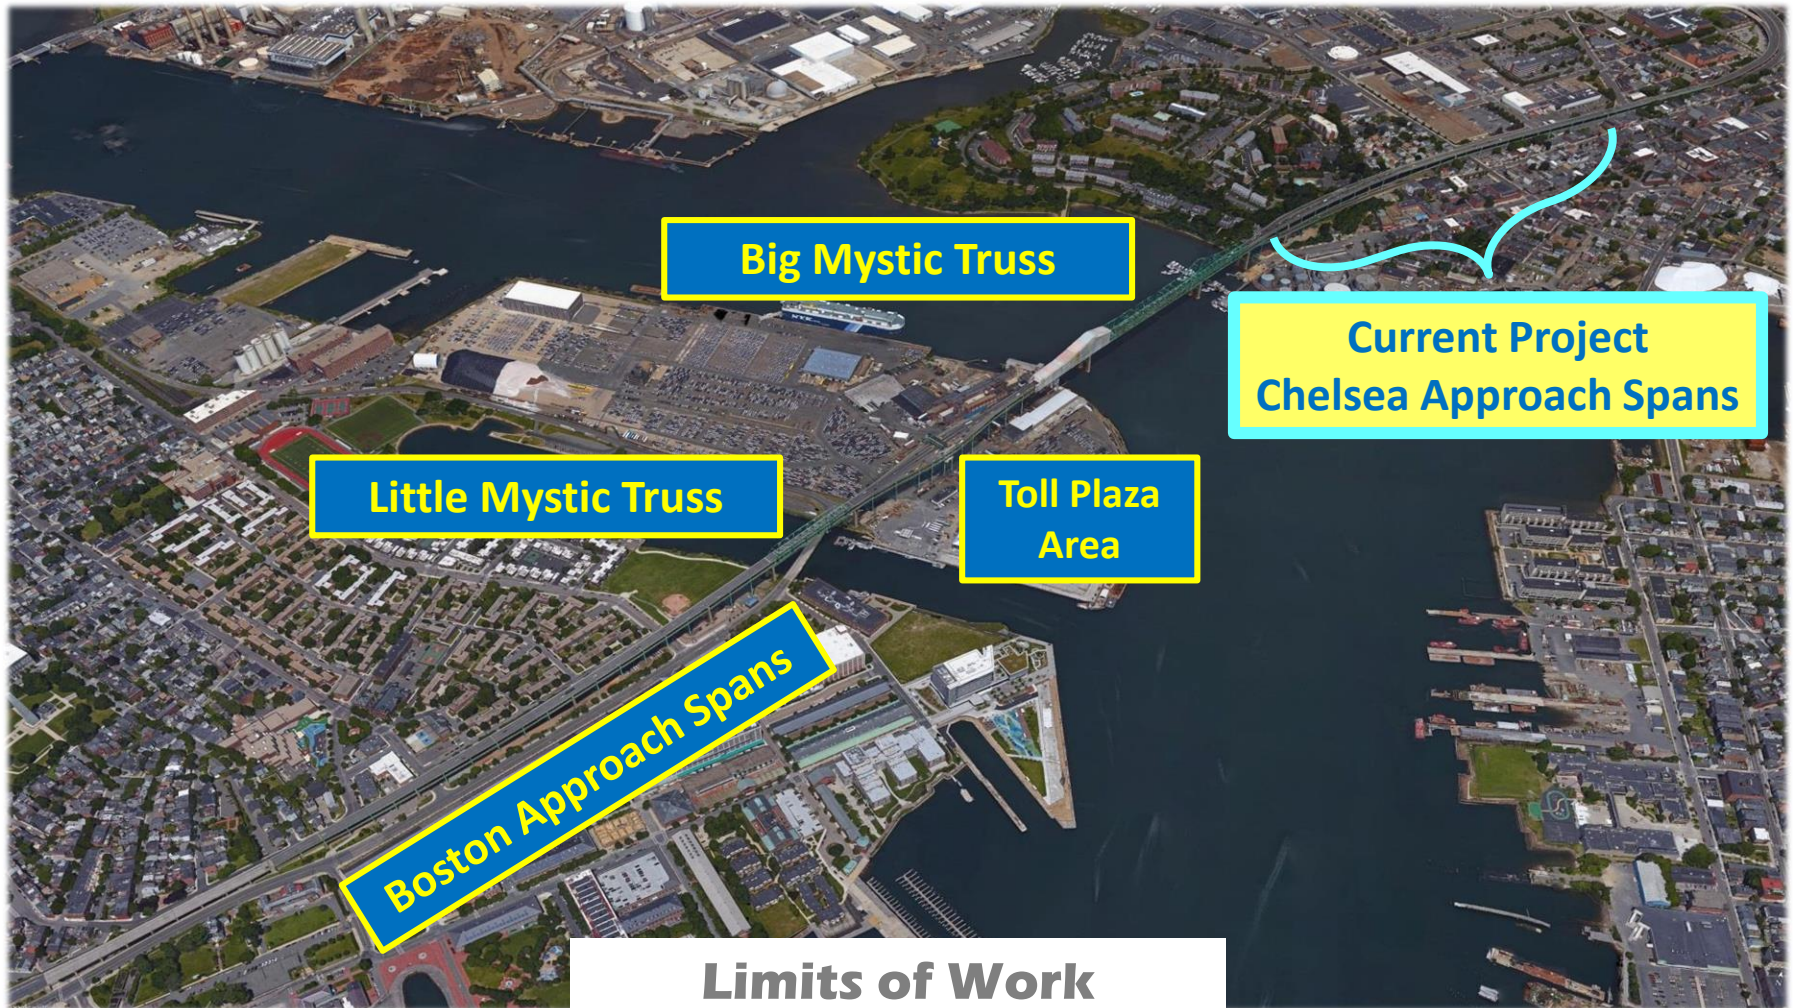 Big Mystic Truss
Current Project
Chelsea Approach Spans
Little Mystic Truss
Toll Plaza
Area
Boston Approach Spans
NYK
Limits of Work